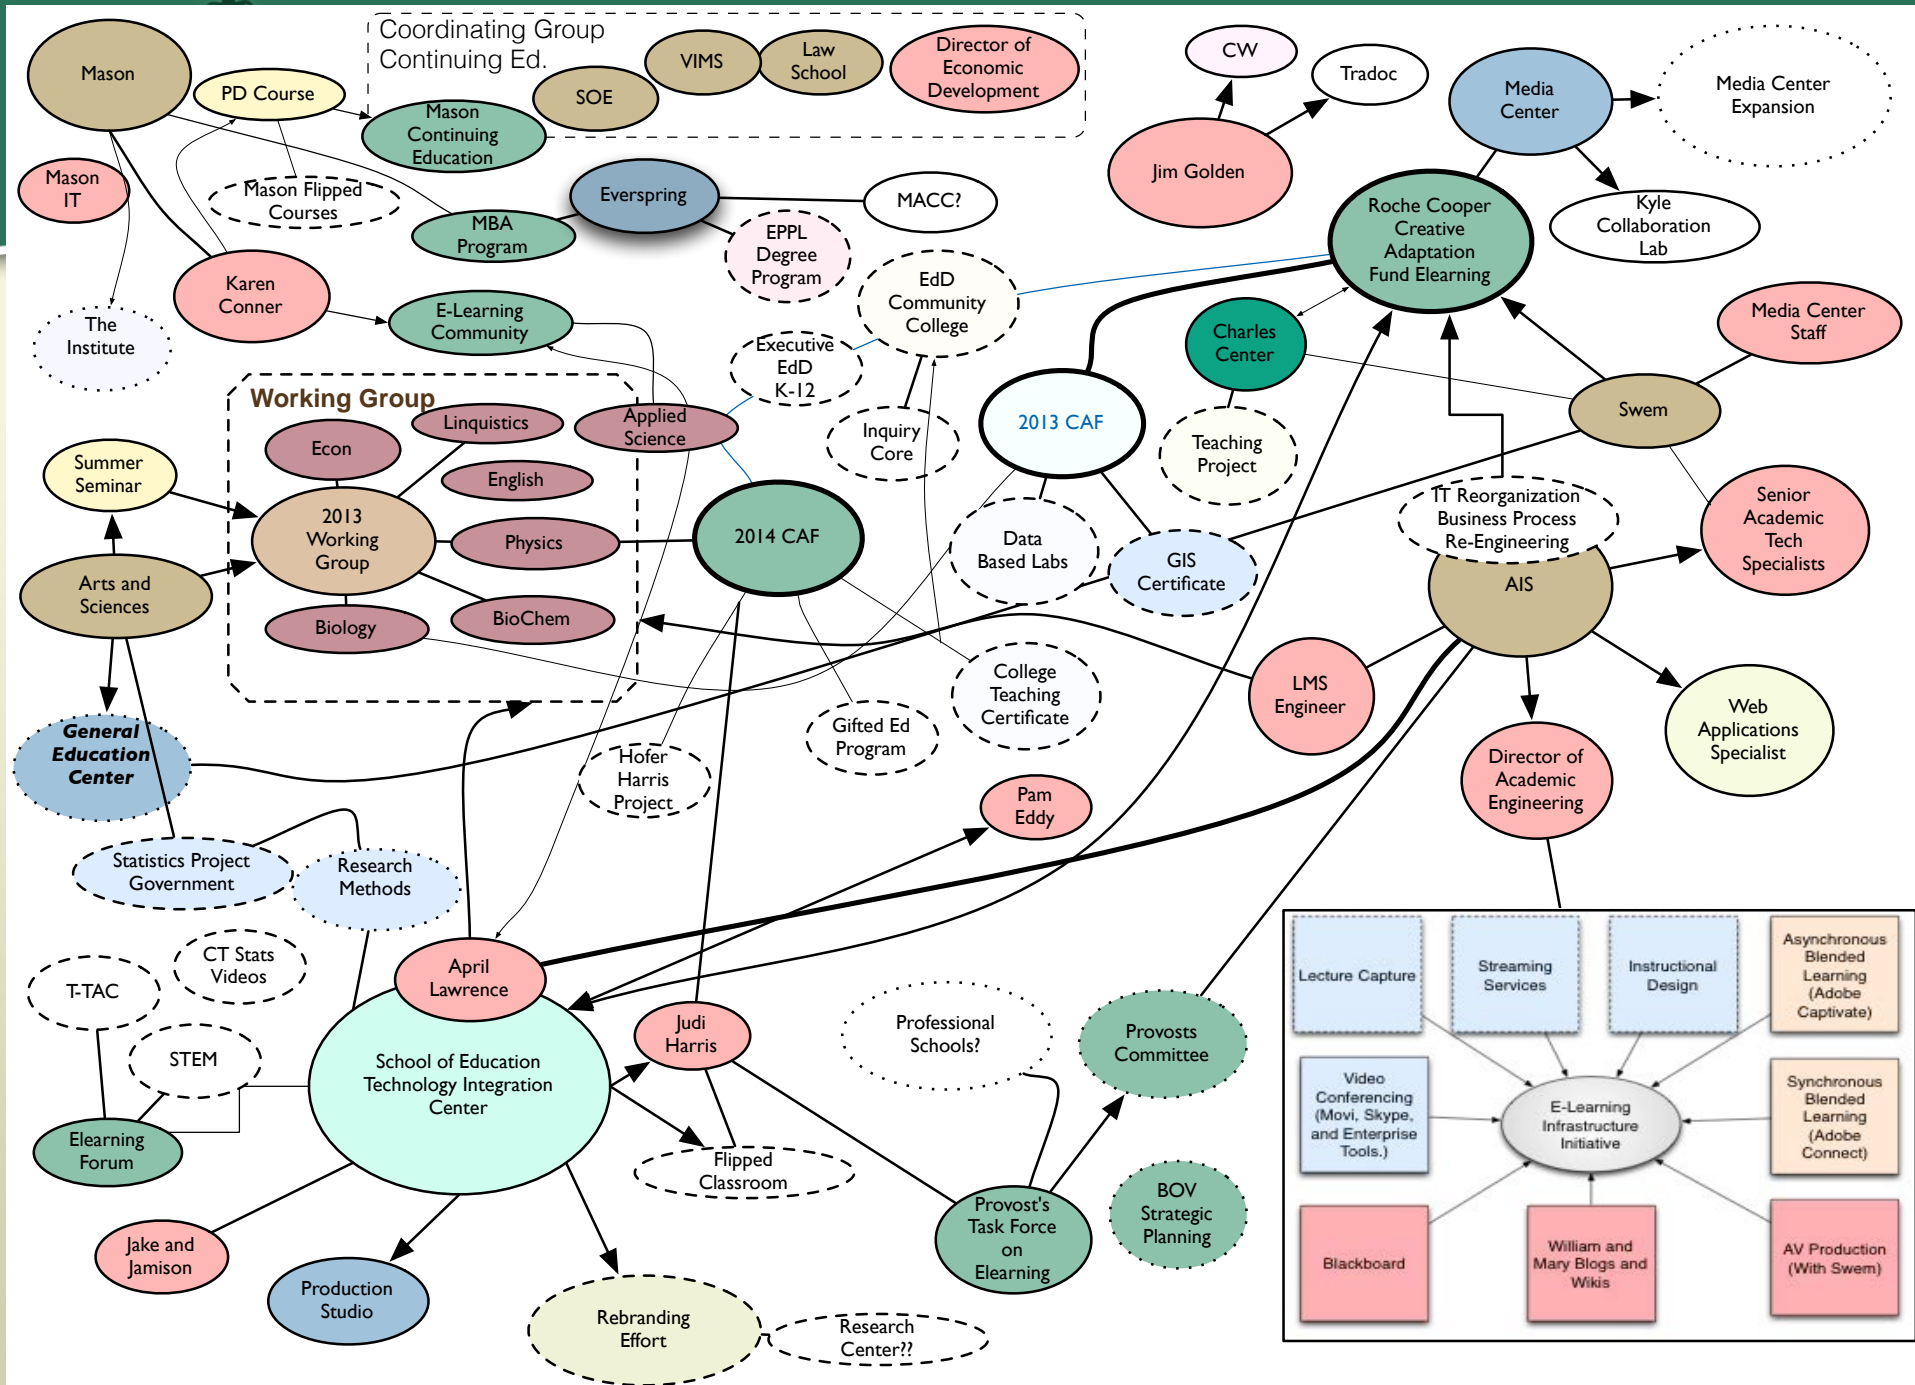 Coordinating Group
Continuing Ed.
Mason
PD Course
Mason
Continuing
Education
SOE
VIMS
Law
School
Director of
Economic
Development
CW
Tradoc
Jim Golden
Media
Center
Media Center
Expansion
Kyle
Collaboration
Lab
Mason
IT
Mason Flipped
Courses
MBA
Program
Everspring
MACC?
EPPL
Degree
Program
Roche Cooper
Creative
Adaptation
Fund Elearning
Karen
Conner
The
Institute
E-Learning
Community
EdD
Community
College
Executive
EdD
K-12
Charles
Center
Media Center
Staff
Working Group
Linquistics
Econ
English
Applied
Science
Inquiry
Core
2013 CAF
Teaching
Project
Swem
Summer
Seminar
2013
Working
Group
Physics
2014 CAF
Data
Based Labs
GIS
Certificate
IT Reorganization
Business Process
Re-Engineering
AIS
Senior
Academic
Tech
Specialists
Arts and
Sciences
Biology
BioChem
College
Teaching
Certificate
LMS
Engineer
Web
Applications
Specialist
General
Education
Center
Hofer
Harris
Project
Gifted Ed
Program
Pam
Eddy
Director of
Academic
Engineering
Statistics Project
Government
Research
Methods
CT Stats
Videos
T-TAC
STEM
Elearning
Forum
April
Lawrence
School of Education
Technology Integration
Center
Judi
Harris
Flipped
Classroom
Professional
Schools?
Provosts
Committee
BOV
Strategic
Planning
Provost's
Task Force
on
Elearning
Jake and
Jamison
Production
Studio
Rebranding
Effort
Research
Center??
Lecture Capture
Streaming
Services
Instructional
Design
Asynchronous
Blended
Learning
(Adobe
Captivate)
Video
Conferencing
(Movi, Skype,
and Enterprise
Tools.)
E-Learning
Infrastructure
Initiative
Synchronous
Blended
Learning
(Adobe
Connect)
Blackboard
William and
Mary Blogs and
Wikis
AV Production
(With Swem)